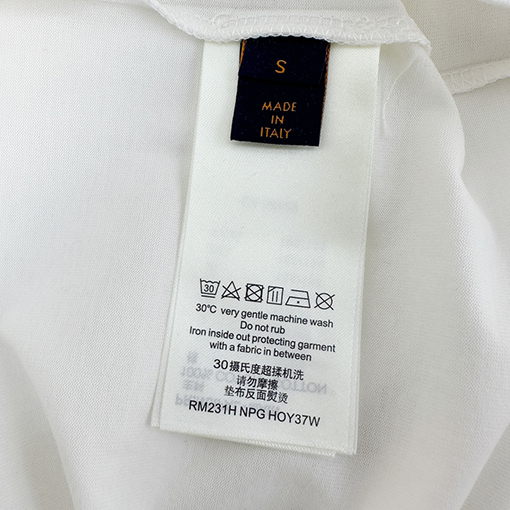 S
MADE
IN
ITALY
30
30°C very gentle machine wash
Do not rub
Iron inside out protecting garment
with a fabric in between
30摄氏度超揉机洗
请勿摩擦
垫布反面熨烫
RM231H NPG HOY37W